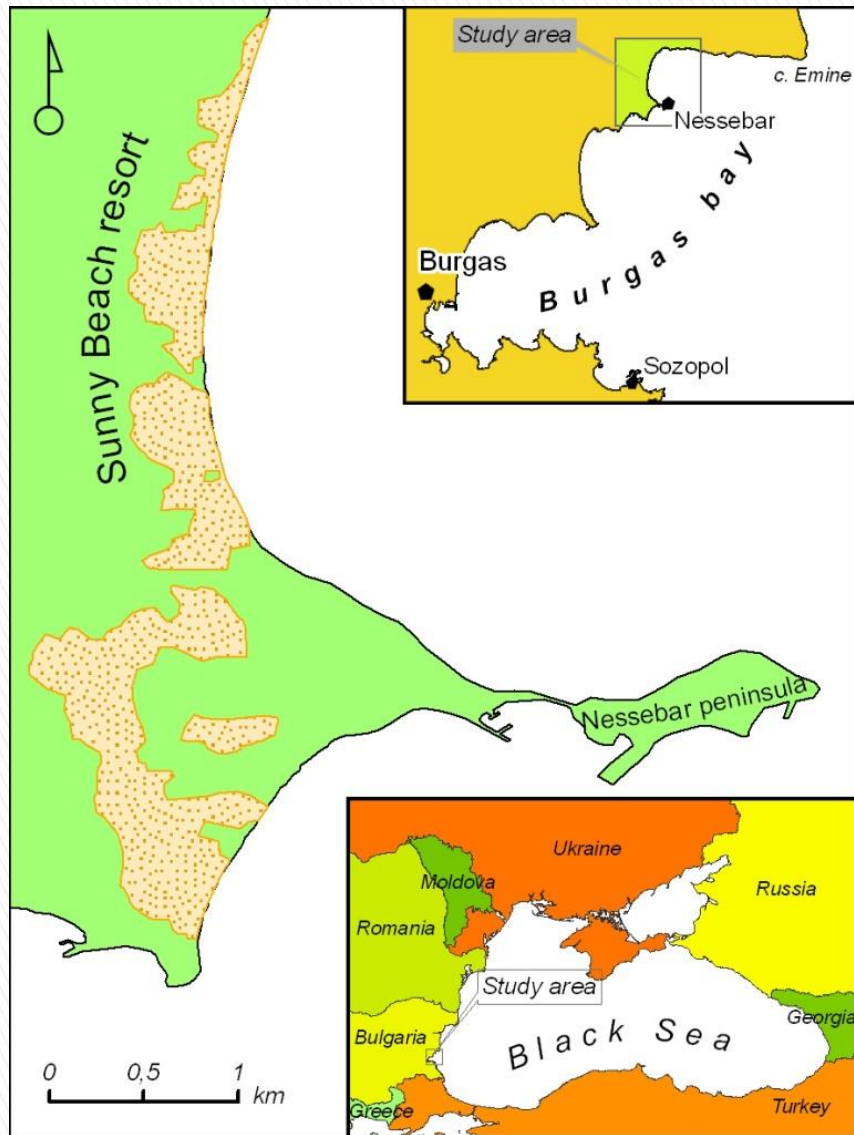 Study area
c. Emine
Nessebar
Burgas bay
Burgas
Sozopol
Sunny Beach resort
Nessebar peninsula
0 0,5 1
km
Ukraine
Moldova
Russia
Romania
Study area
Georgia
Bulgaria
Black Sea
Greece
Turkey